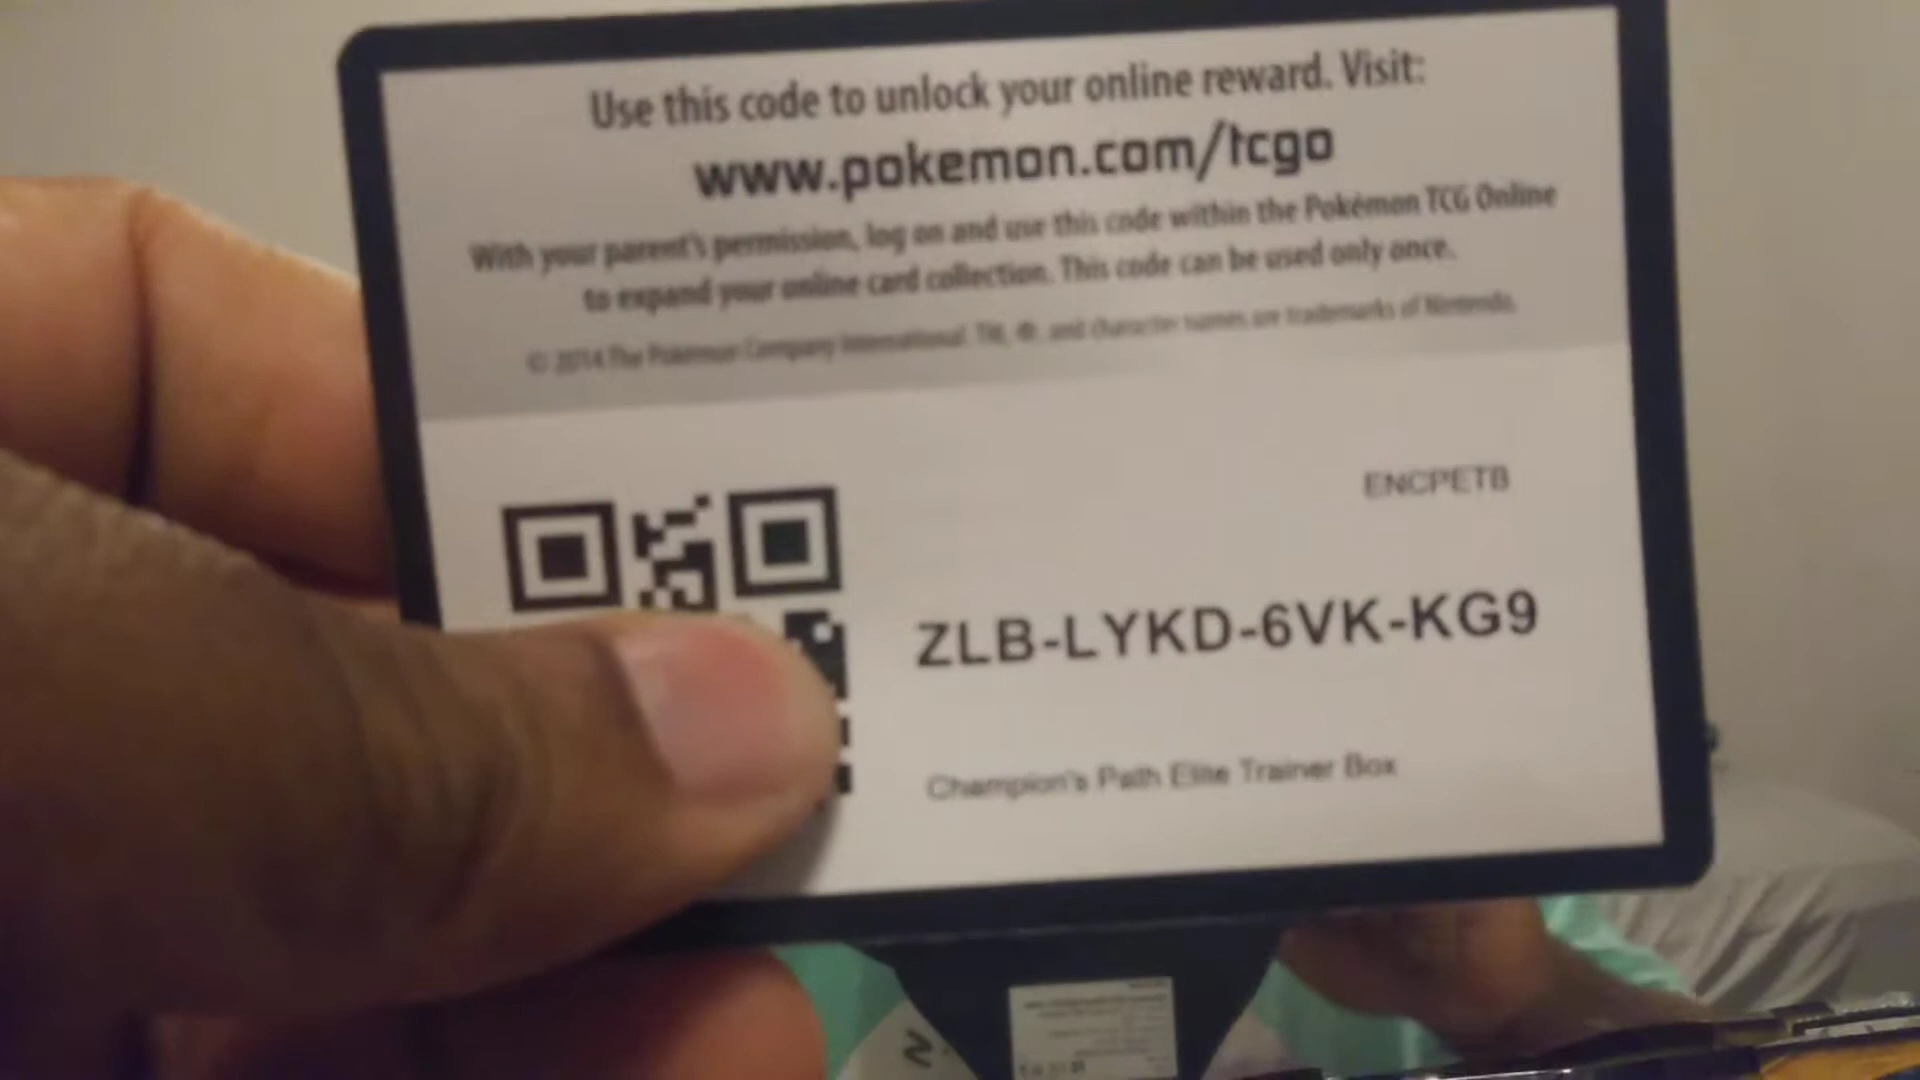 Use this code to unlock your online reward. Visit:
www.pokemon.com/tcgo
With your parent's permission, log on and use this code within the Pokémon TCG Online
to expand your online card collection. This code can be used only once.
© 2014 The Pokémon Company International. TM, ®, and character names are trademarks of Nintendo.
ENCPETB
ZLB-LYKD-6VK-KG9
Champion's Path Elite Trainer Box